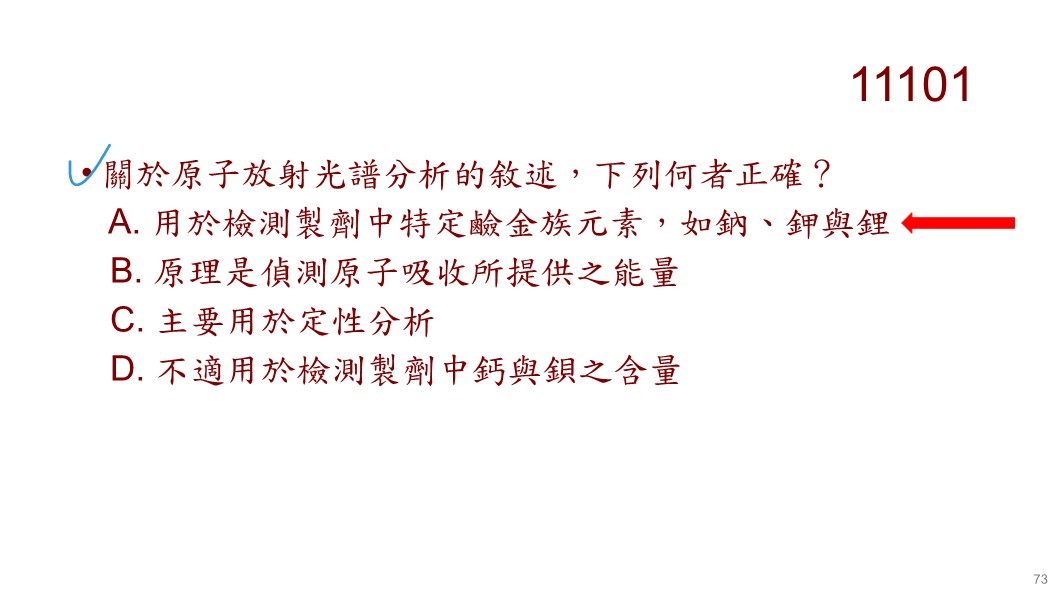 11101
• 關於原子放射光譜分析的敘述，下列何者正確？
A. 用於檢測製劑中特定鹼金族元素，如鈉、鉀與鋰
B. 原理是偵測原子吸收所提供之能量
C. 主要用於定性分析
D. 不適用於檢測製劑中鈣與鋇之含量
73